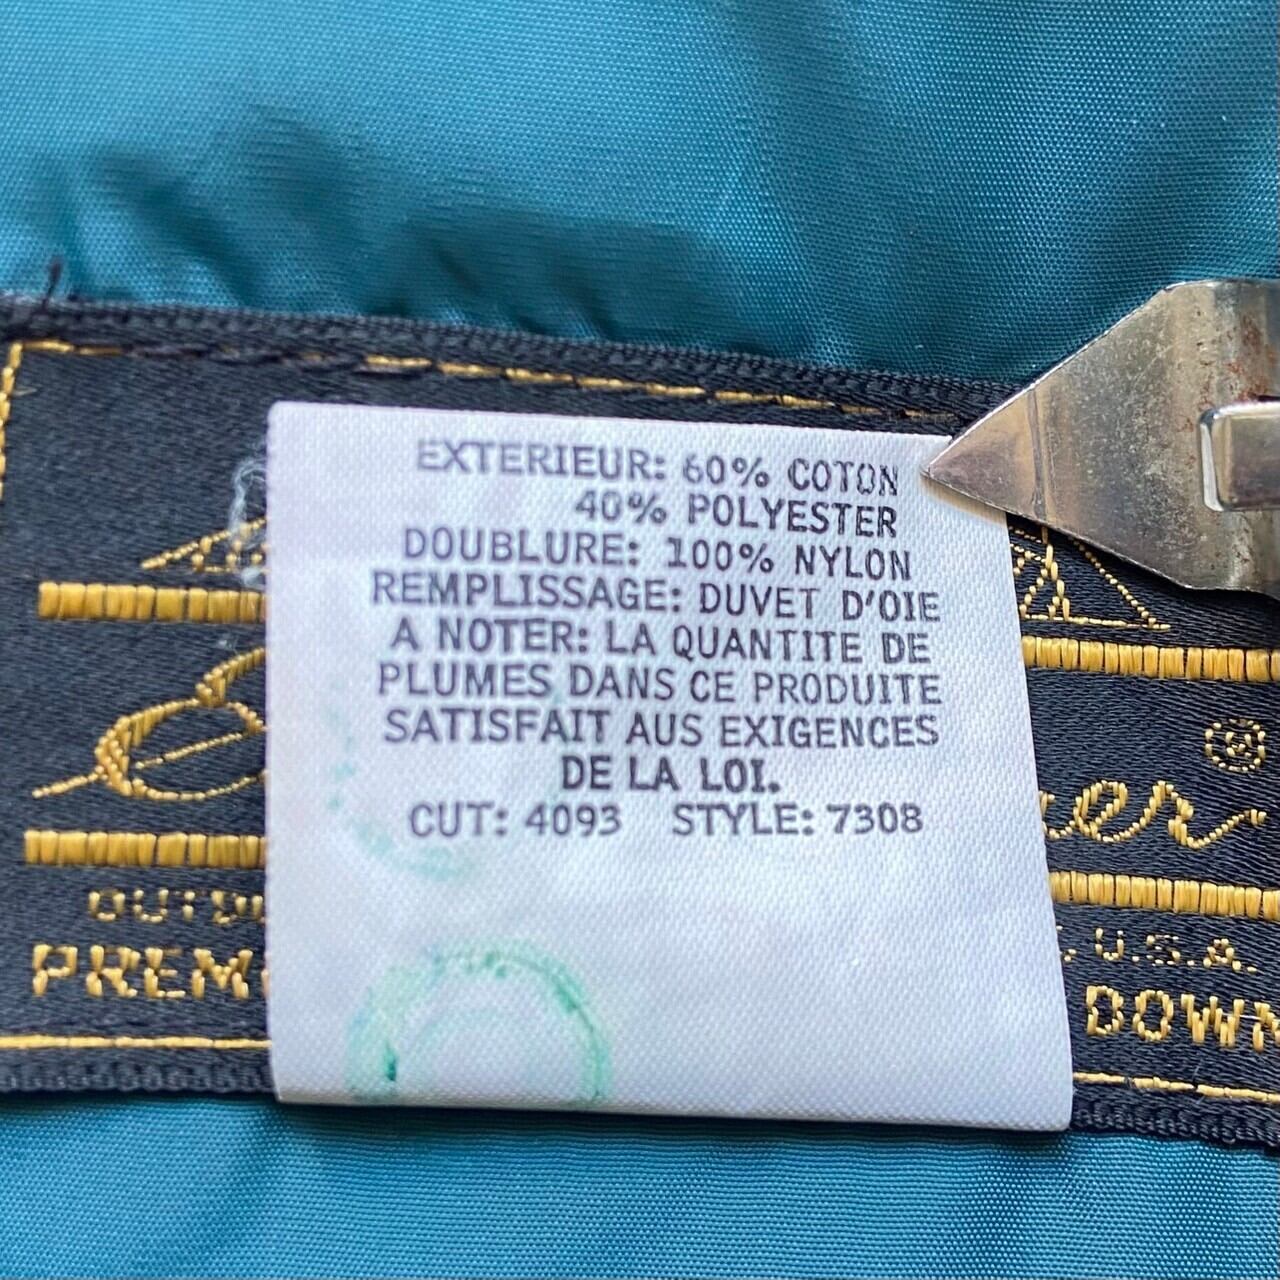 EXTERIEUR: 60% COTON
40% POLYESTER
DOUBLURE: 100% NYLON
REMPLISSAGE: DUVET D'OIE
A NOTER: LA QUANTITE DE
PLUMES DANS CE PRODUITE
SATISFAIT AUS EXIGENCES
DE LA LOI.
CUT: 4093 STYLE: 7308
®
U.S.A.
DOWN